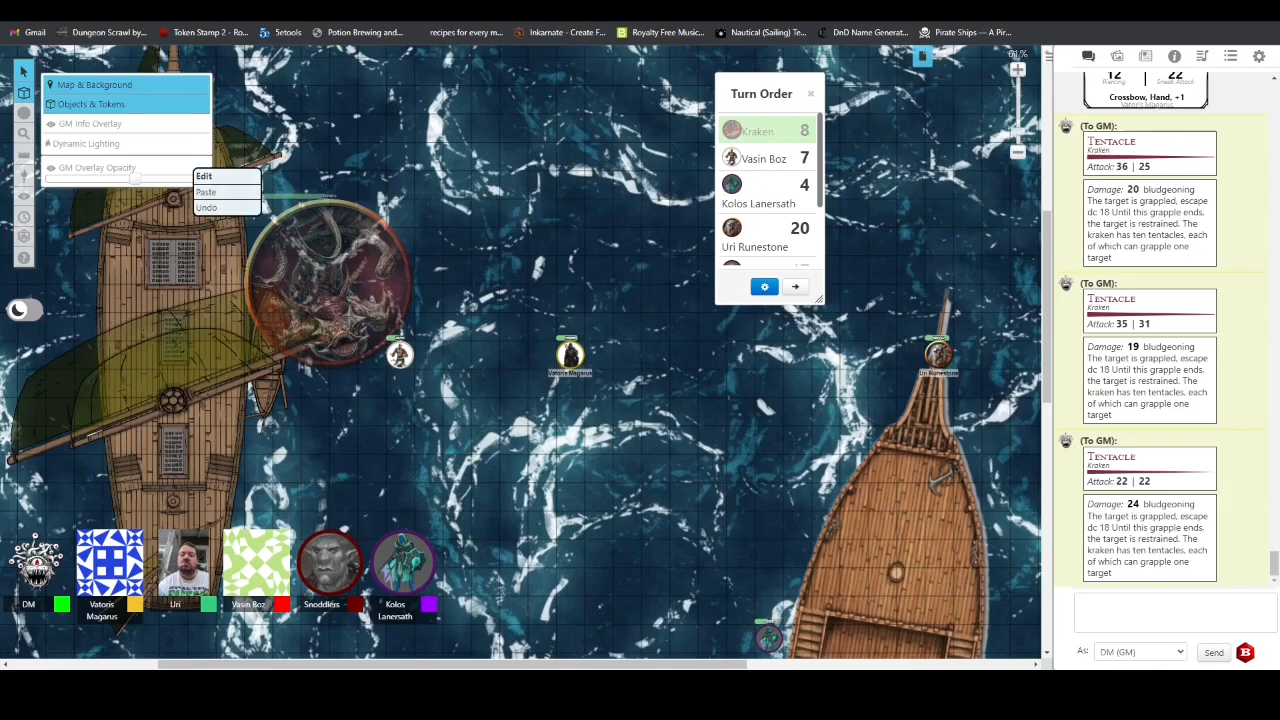 Gmail
Dungeon Scrawl by...
Token Stamp 2 - Ro...
5etools
Potion Brewing and...
recipes for every m...
Inkarnate - Create F...
Royalty Free Music...
Nautical (Sailing) Te...
DnD Name Generat...
Pirate Ships — A Pir...
Map & Background
Objects & Tokens
GM Info Overlay
Dynamic Lighting
GM Overlay Opacity
Edit
Paste
Undo
Vatoris Magarus
Uri Runestone
Turn Order
Kraken 8
Vasin Boz 7
4
Kolos Lanersath
20
Uri Runestone
DM
Vatoris
Magarus
Uri
Vasin Boz
Snoddlers
Kolos
Lanersath
12 22
Piercing Sneak Attack
Crossbow, Hand, +1
Vatoris Magarus
(To GM):
TENTACLE
Kraken
Attack: 36 | 25
Damage: 20 bludgeoning
The target is grappled, escape
dc 18 Until this grapple ends,
the target is restrained. The
kraken has ten tentacles, each
of which can grapple one
target
(To GM):
TENTACLE
Kraken
Attack: 35 | 31
Damage: 19 bludgeoning
The target is grappled, escape
dc 18 Until this grapple ends,
the target is restrained. The
kraken has ten tentacles, each
of which can grapple one
target
(To GM):
TENTACLE
Kraken
Attack: 22 | 22
Damage: 24 bludgeoning
The target is grappled, escape
dc 18 Until this grapple ends,
the target is restrained. The
kraken has ten tentacles, each
of which can grapple one
target
As:
DM (GM)
Send